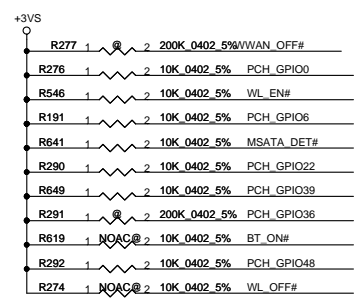 +3VS
R277 1 @ 2 200K_0402_5% WWAN_OFF#
R276 1 2 10K_0402_5% PCH_GPIO0
R546 1 2 10K_0402_5% WL_EN#
R191 1 2 10K_0402_5% PCH_GPIO6
R641 1 2 10K_0402_5% MSATA_DET#
R290 1 2 10K_0402_5% PCH_GPIO22
R649 1 2 10K_0402_5% PCH_GPIO39
R291 1 @ 2 200K_0402_5% PCH_GPIO36
R619 1 NOAC@ 2 10K_0402_5% BT_ON#
R292 1 2 10K_0402_5% PCH_GPIO48
R274 1 NOAC@ 2 10K_0402_5% WL_OFF#